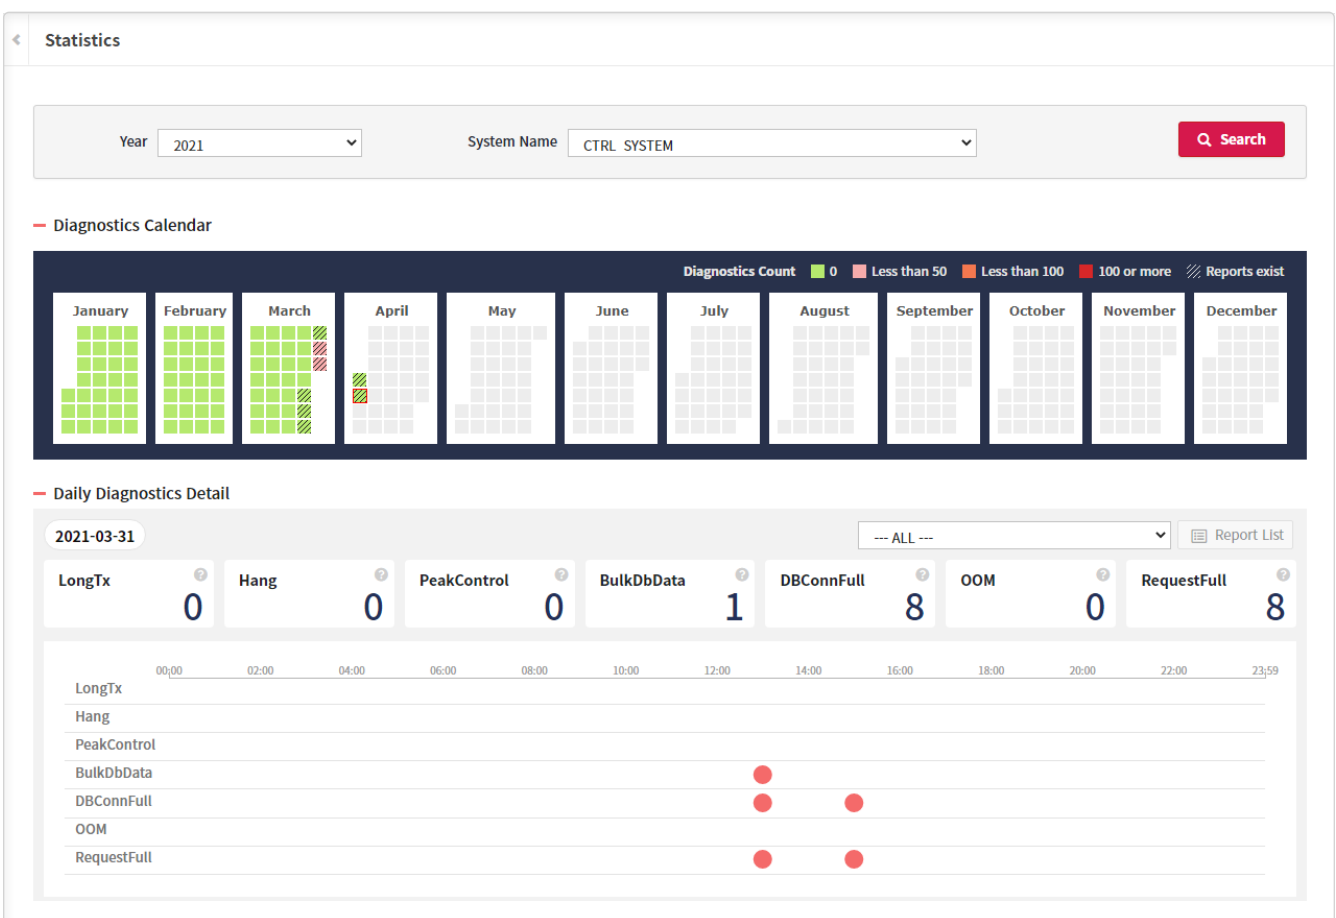 Statistics
Year 2021 System Name CTRL SYSTEM Search
Diagnostics Calendar
Diagnostics Count 0 Less than 50 Less than 100 100 or more Reports exist
January February March April May June July August September October November December
Daily Diagnostics Detail
2021-03-31 --- ALL --- Report List
LongTx ? Hang ? PeakControl ? BulkDbData ? DBConnFull ? OOM ? RequestFull ?
0 0 0 1 8 0 8
00:00 02:00 04:00 06:00 08:00 10:00 12:00 14:00 16:00 18:00 20:00 22:00 23:59
LongTx
Hang
PeakControl
BulkDbData
DBConnFull
OOM
RequestFull